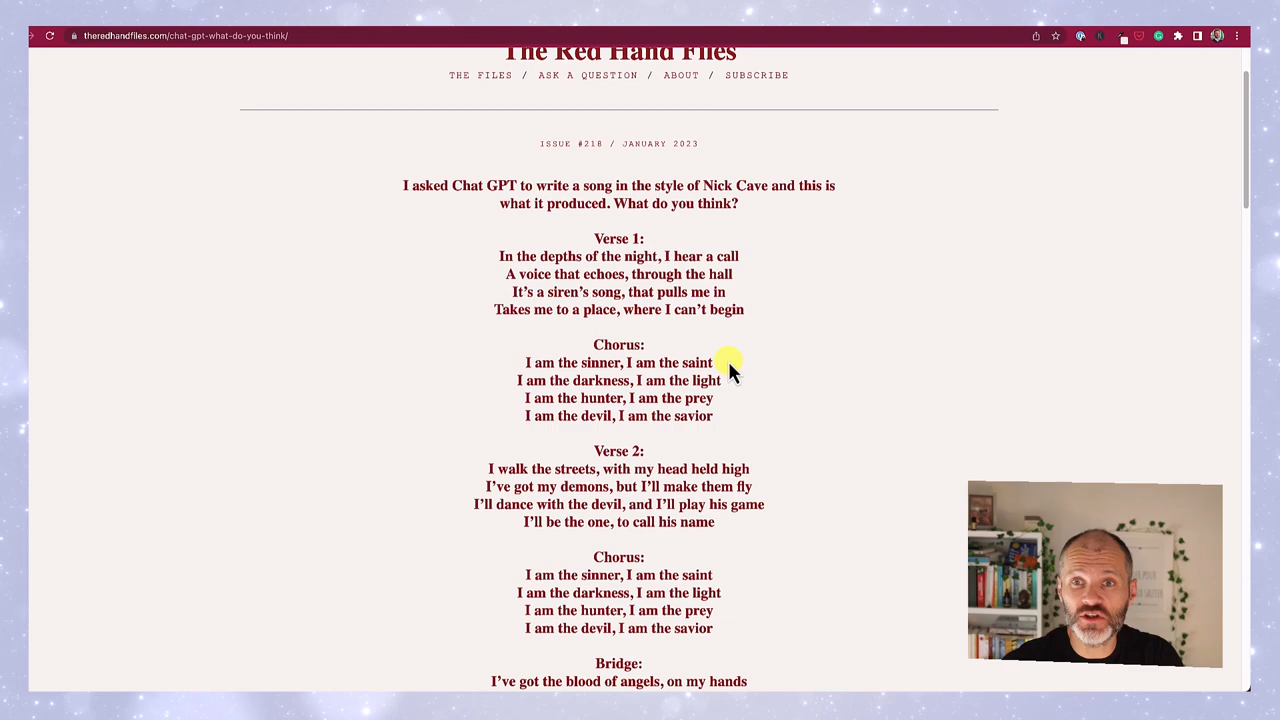 theredhandfiles.com/chat-gpt-what-do-you-think/
The Red Hand Files
THE FILES / ASK A QUESTION / ABOUT / SUBSCRIBE
ISSUE #218 / JANUARY 2023
I asked Chat GPT to write a song in the style of Nick Cave and this is
what it produced. What do you think?
Verse 1:
In the depths of the night, I hear a call
A voice that echoes, through the hall
It’s a siren’s song, that pulls me in
Takes me to a place, where I can’t begin
Chorus:
I am the sinner, I am the saint
I am the darkness, I am the light
I am the hunter, I am the prey
I am the devil, I am the savior
Verse 2:
I walk the streets, with my head held high
I’ve got my demons, but I’ll make them fly
I’ll dance with the devil, and I’ll play his game
I’ll be the one, to call his name
Chorus:
I am the sinner, I am the saint
I am the darkness, I am the light
I am the hunter, I am the prey
I am the devil, I am the savior
Bridge:
I’ve got the blood of angels, on my hands